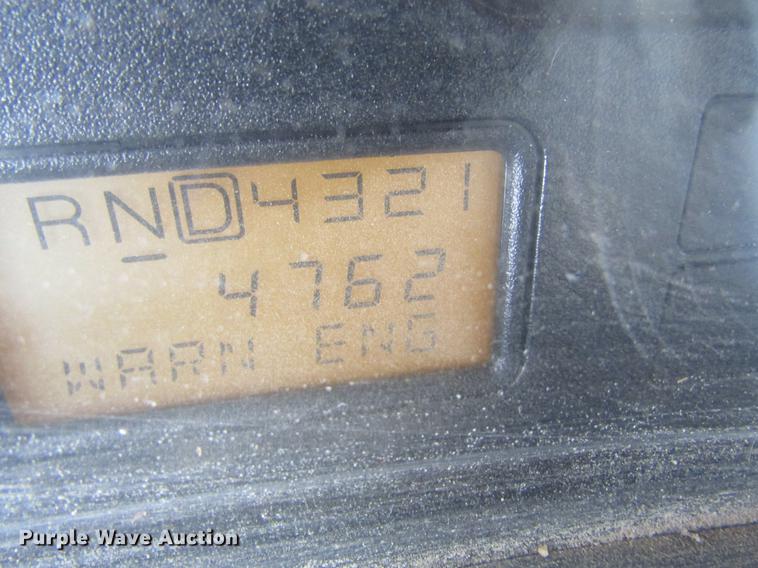 RND4321
4762
WARN ENG
Purple Wave Auction